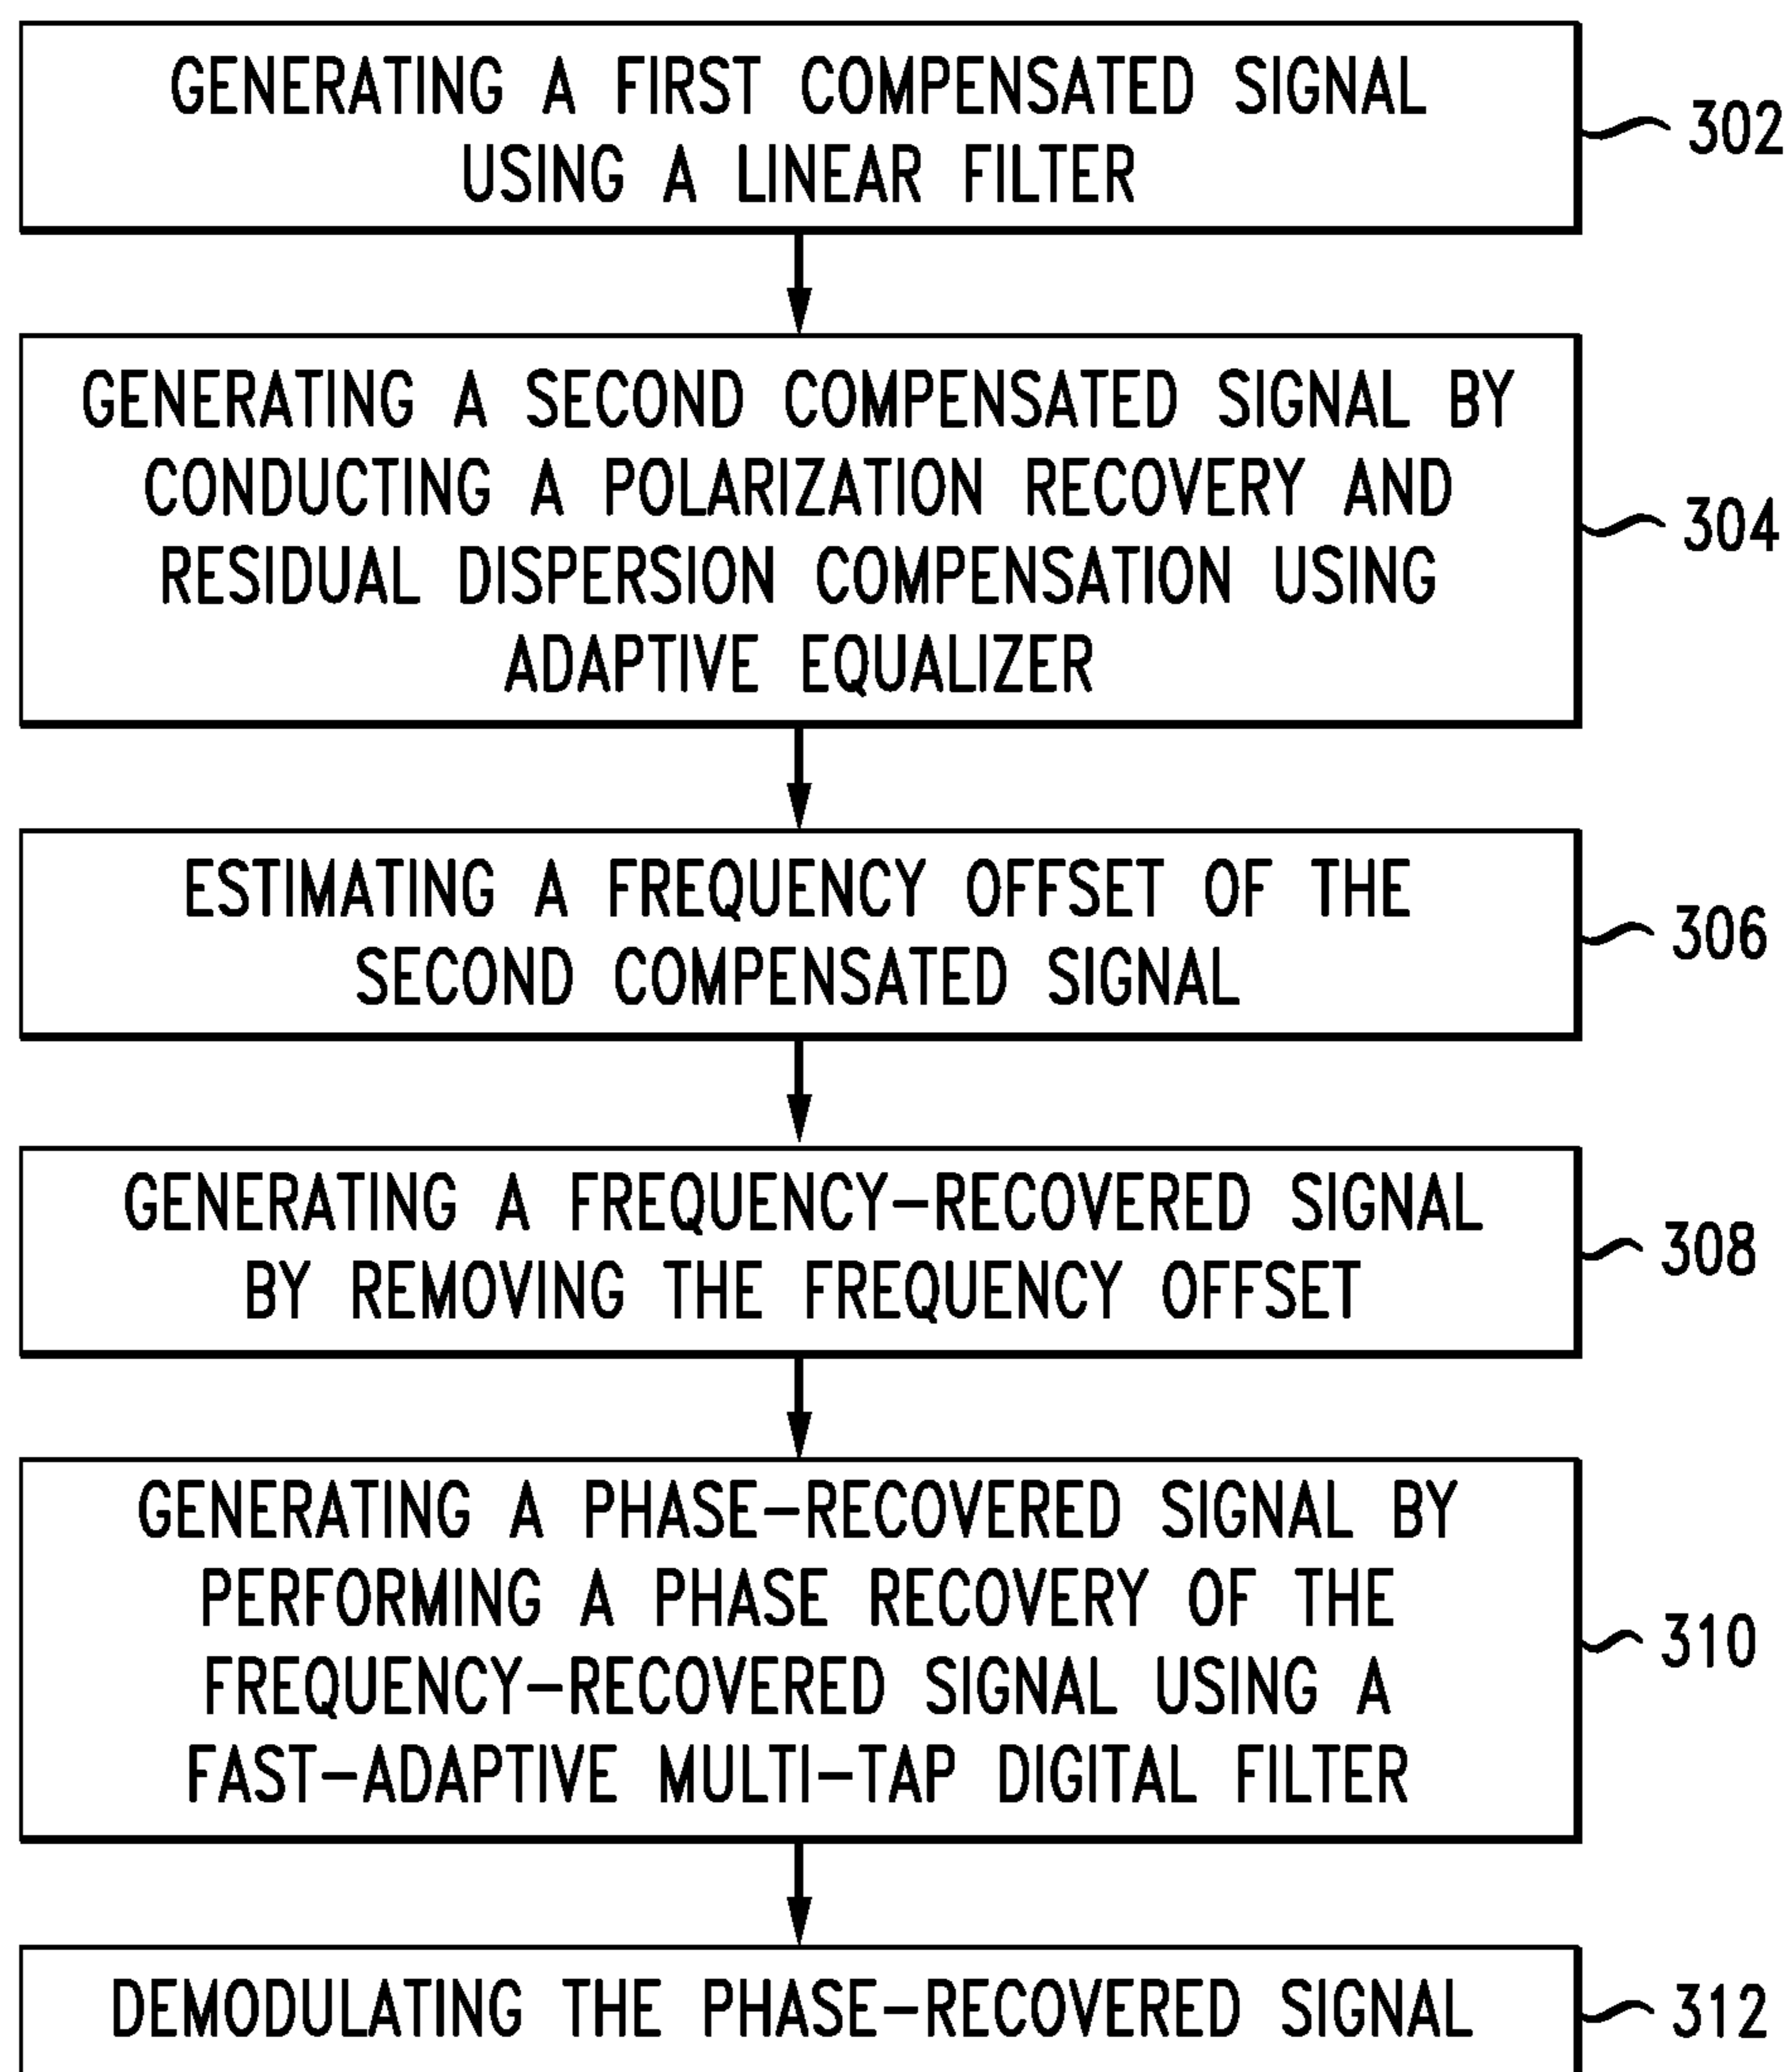 GENERATING A FIRST COMPENSATED SIGNAL
USING A LINEAR FILTER
302
GENERATING A SECOND COMPENSATED SIGNAL BY
CONDUCTING A POLARIZATION RECOVERY AND
RESIDUAL DISPERSION COMPENSATION USING
ADAPTIVE EQUALIZER
304
ESTIMATING A FREQUENCY OFFSET OF THE
SECOND COMPENSATED SIGNAL
306
GENERATING A FREQUENCY-RECOVERED SIGNAL
BY REMOVING THE FREQUENCY OFFSET
308
GENERATING A PHASE-RECOVERED SIGNAL BY
PERFORMING A PHASE RECOVERY OF THE
FREQUENCY-RECOVERED SIGNAL USING A
FAST-ADAPTIVE MULTI-TAP DIGITAL FILTER
310
DEMODULATING THE PHASE-RECOVERED SIGNAL
312